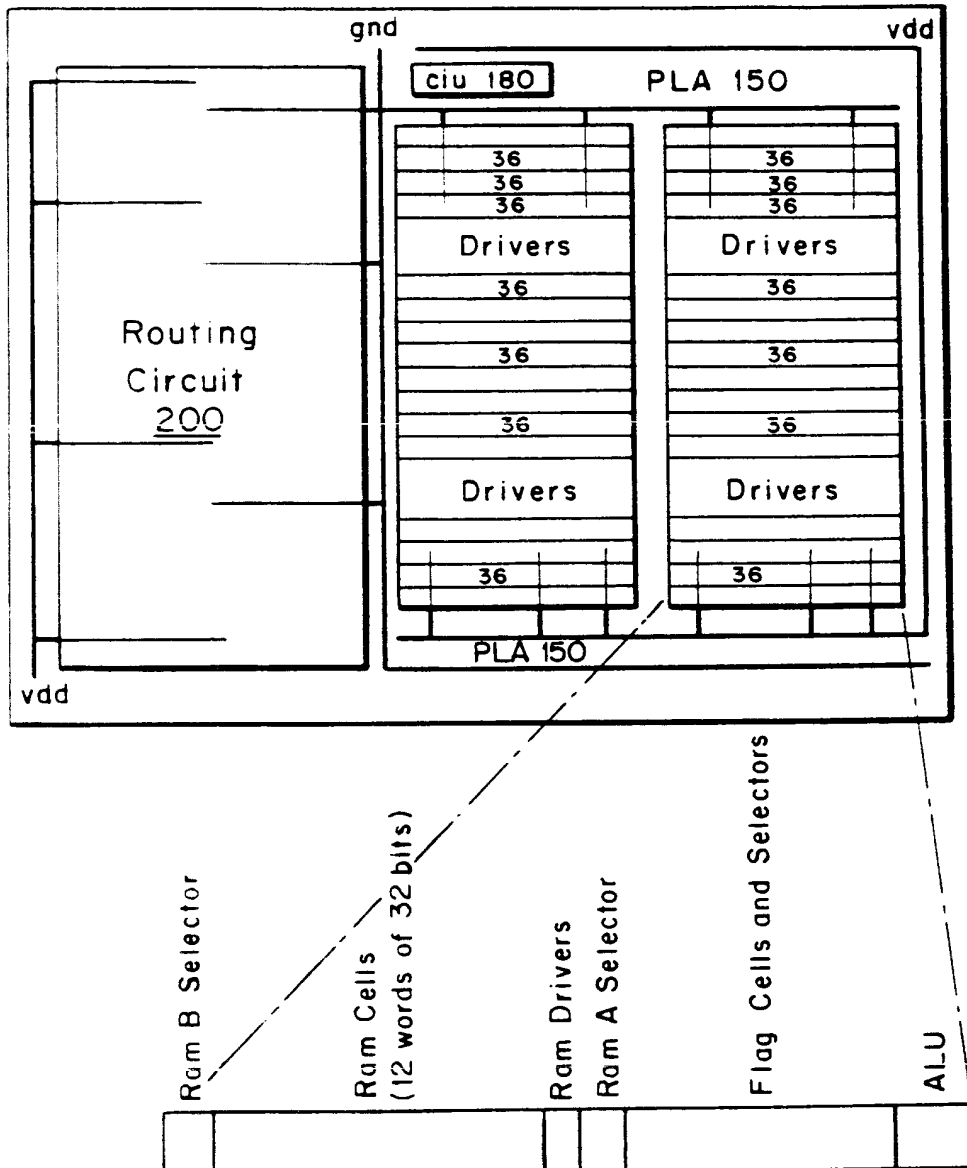 gnd
vdd
ciu 180
PLA 150
36
36
36
36
36
36
Drivers
Drivers
36
36
Routing
Circuit
200
36
36
36
36
Drivers
Drivers
36
36
PLA 150
vdd
Ram B Selector
Ram Cells
(12 words of 32 bits)
Ram Drivers
Ram A Selector
Flag Cells and Selectors
ALU